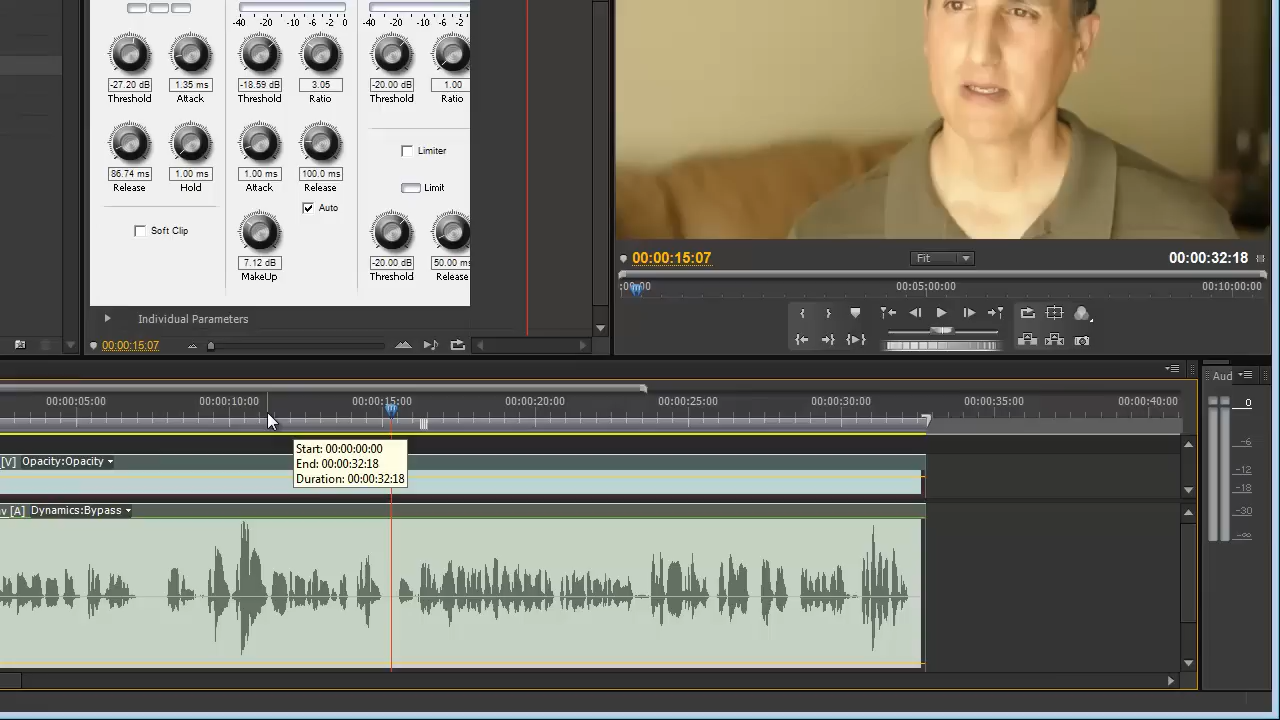 -40 -20 -10 -6 -2 0
-40 -20 -10 -6 -2
-27.20 dB 1.35 ms -18.59 dB 3.05 -20.00 dB 1.00
Threshold Attack Threshold Ratio Threshold Ratio
Limiter
86.74 ms 1.00 ms 1.00 ms 100.0 ms
Release Hold Attack Release
Limit
Auto
Soft Clip
7.12 dB -20.00 dB 50.00 ms
MakeUp Threshold Release
Individual Parameters
00:00:15:07
00:00:15:07 Fit 00:00:32:18
:00:00 00:05:00:00 00:10:00:00
00:00:05:00 00:00:10:00 00:00:15:00 00:00:20:00 00:00:25:00 00:00:30:00 00:00:35:00 00:00:40:00
Start: 00:00:00:00
End: 00:00:32:18
Duration: 00:00:32:18
[V] Opacity:Opacity
v [A] Dynamics:Bypass
Aud
0
-6
-12
-18
-30
-∞